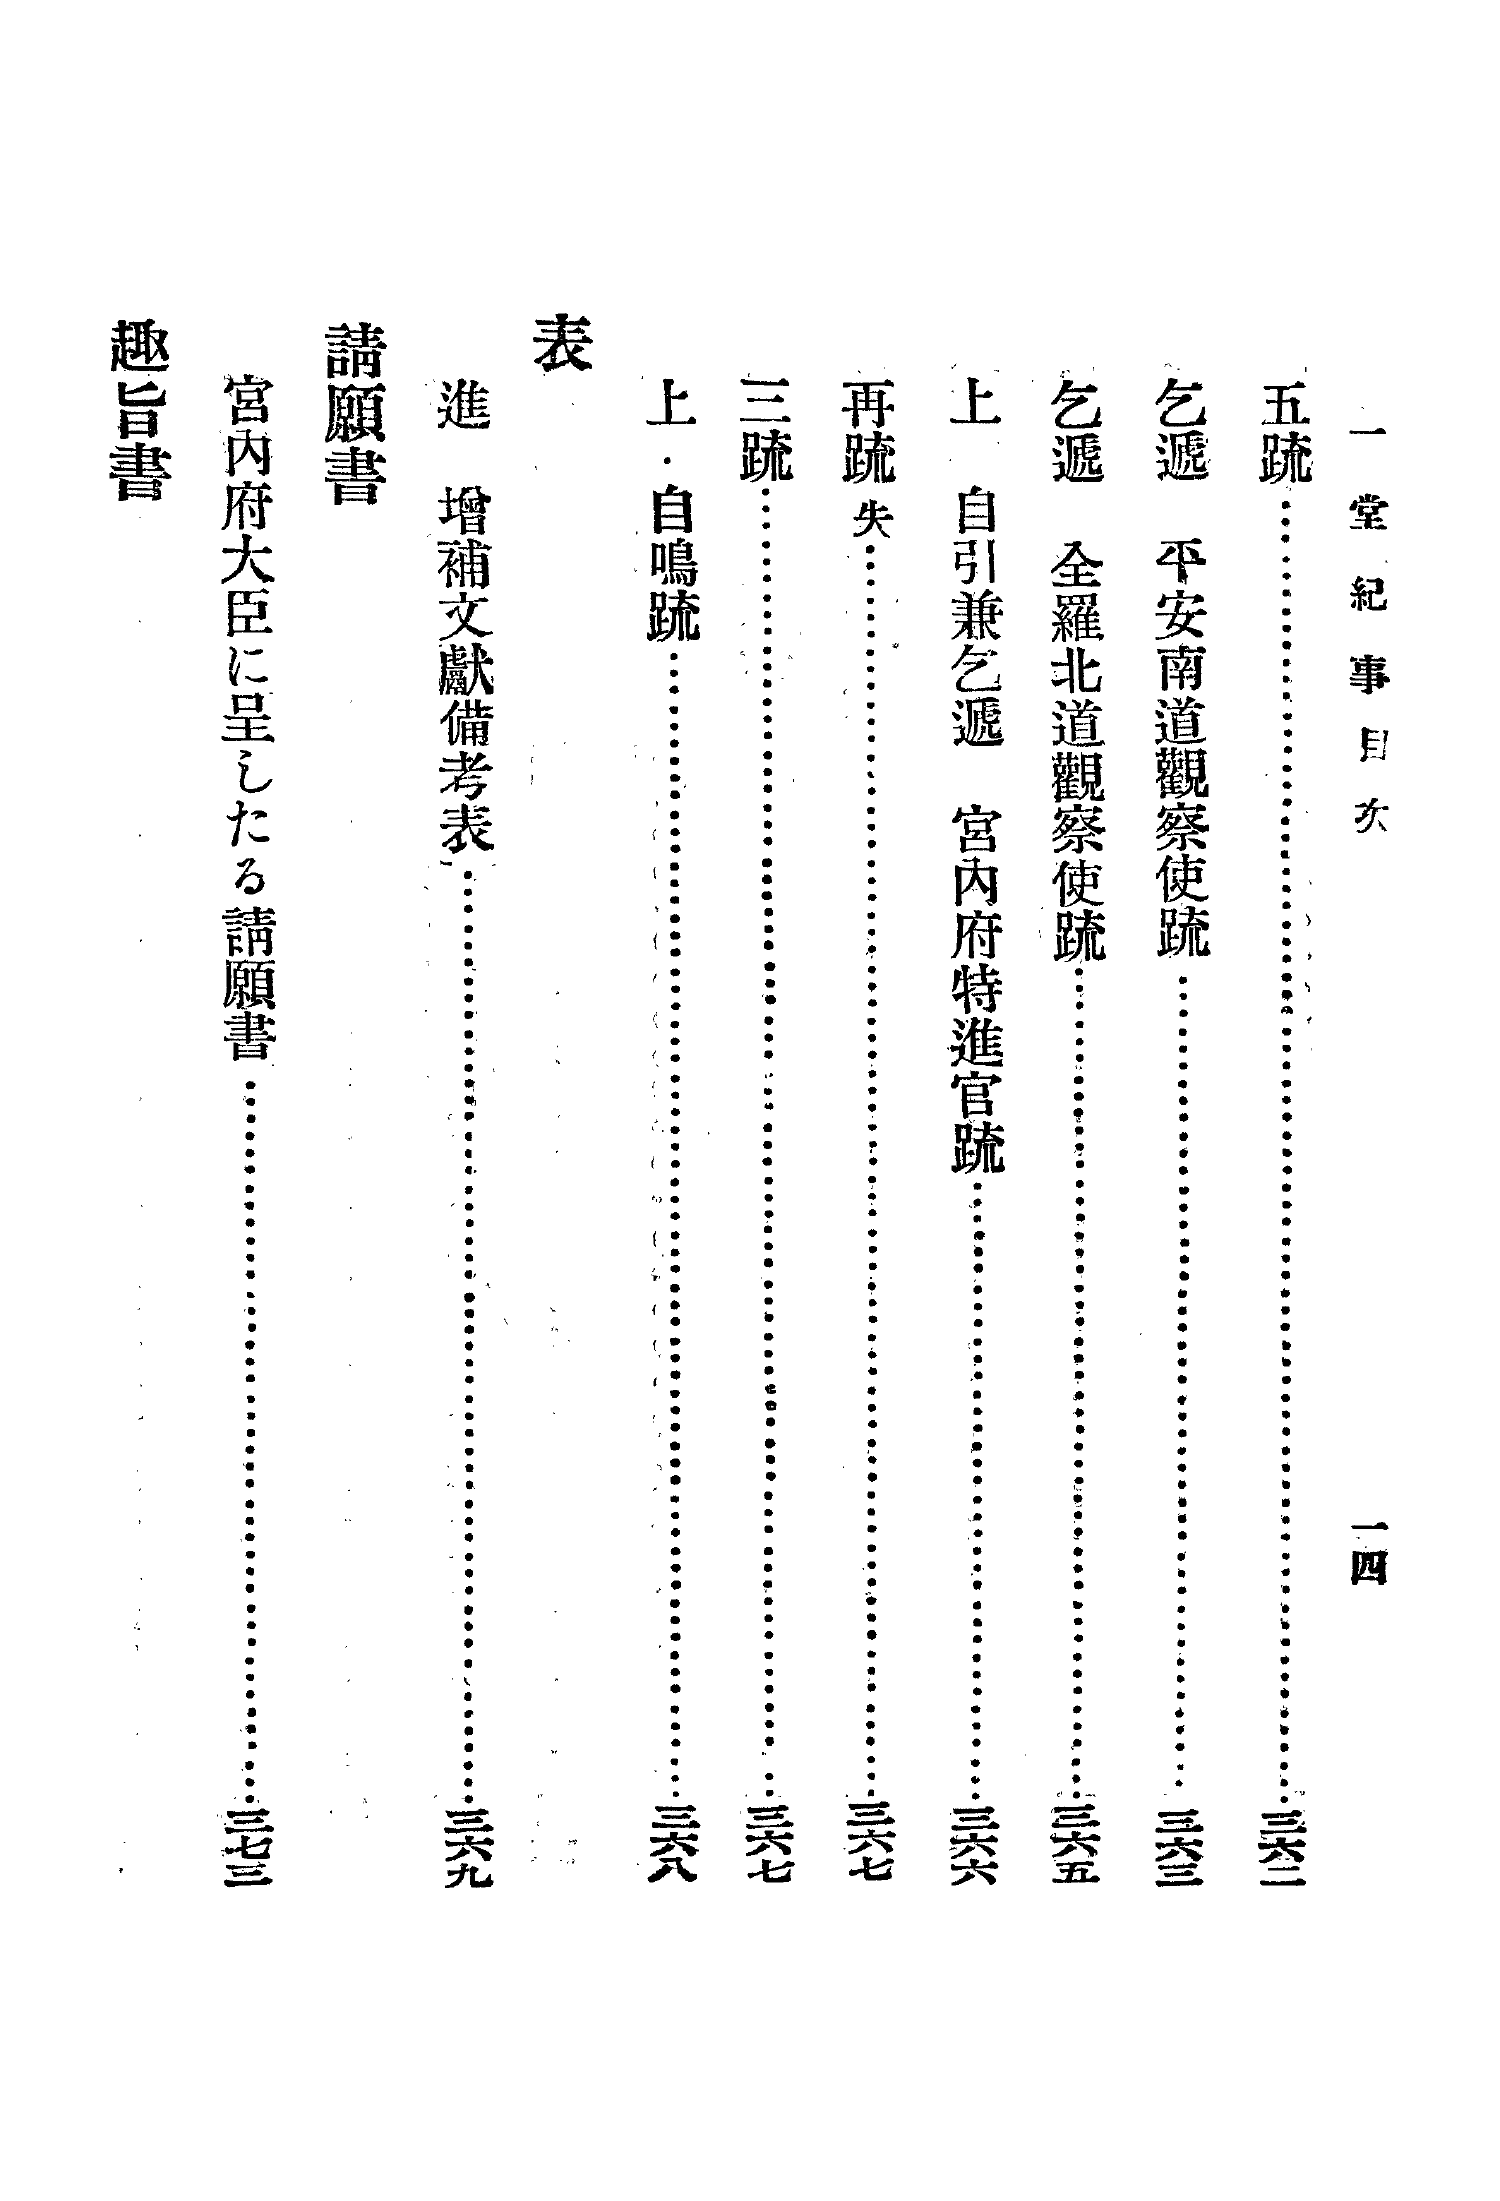 一堂紀事目次 一四
五䟽……三六二
乞遞 平安南道觀察使䟽……三六三
乞遞 全羅北道觀察使䟽……三六五
上 自引兼乞遞 宮內府特進官䟽……三六六
再䟽 失……三六七
三䟽……三六七
上 自鳴䟽……三六八
表
進 增補文獻備考表……三六九
請願書
宮內府大臣に呈したる請願書……三七三
趣旨書